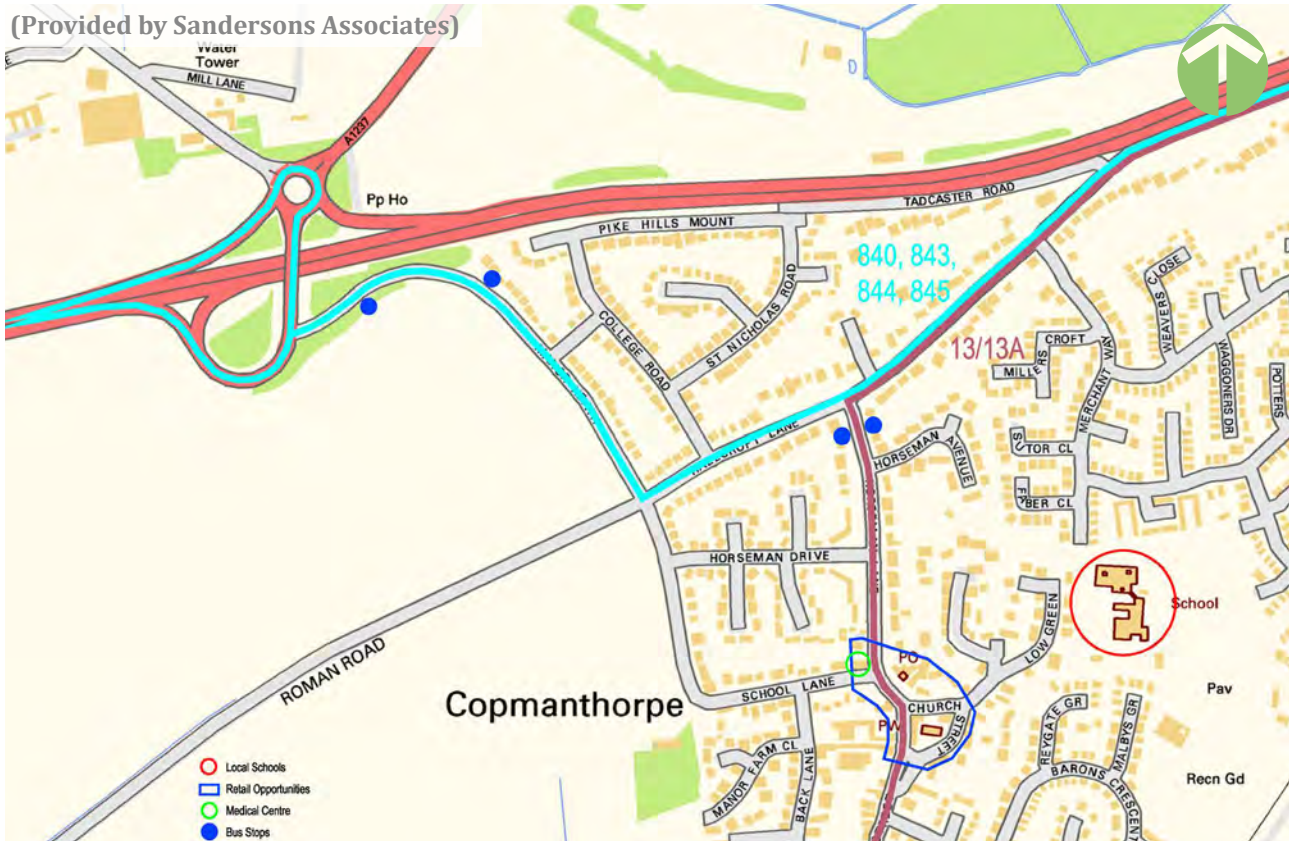 (Provided by Sandersons Associates)
Water
Tower
MILL LANE
A1237
Pp Ho
D
PIKE HILLS MOUNT
TADCASTER ROAD
840, 843,
844, 845
COLLEGE ROAD
ST NICHOLAS ROAD
13/13A
MILLERS
CROFT
MERCHANT WAY
WEAVERS CLOSE
WAGGONERS DR
POTTERS
HORSEMAN AVENUE
SUTOR CL
FABER CL
HORSEMAN DRIVE
School
ROMAN ROAD
LOW GREEN
PO
SCHOOL LANE
Copmanthorpe
CHURCH
STREET
PW
Pav
REYGATE GR
MALBYS GR
MANOR FARM CL
BACK LANE
BARONS CRESCENT
Recn Gd
Local Schools
Retail Opportunities
Medical Centre
Bus Stops